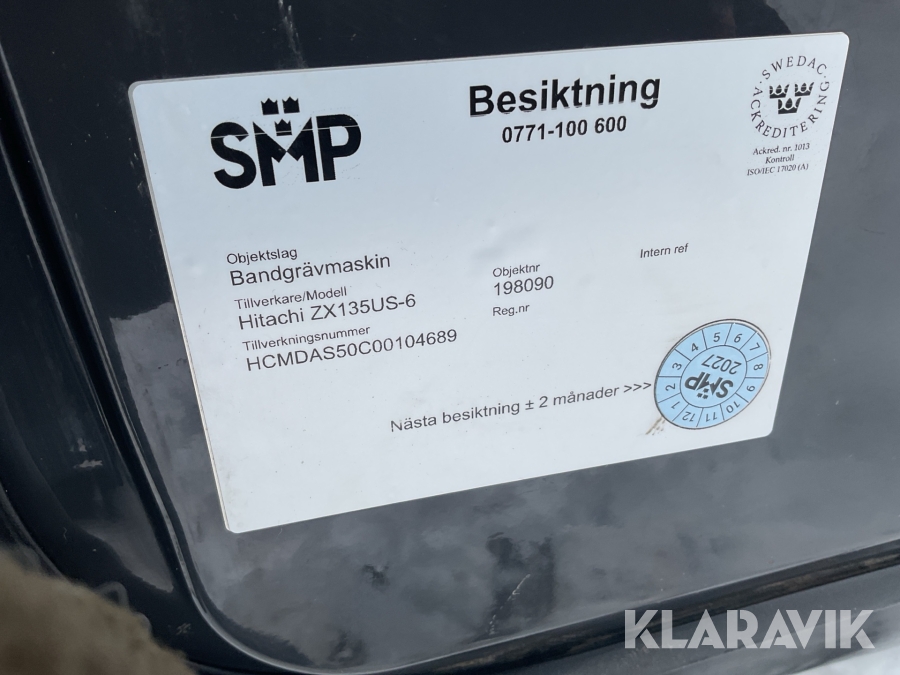 SMP
Besiktning
0771-100 600
SWEDAC
ACKREDITERING
Ackred. nr. 1013
Kontroll
ISO/IEC 17020 (A)
Objektslag
Bandgrävmaskin
Tillverkare/Modell
Hitachi ZX135US-6
Tillverkningsnummer
HCMDAS50C00104689
Objektnr
198090
Reg.nr
Intern ref
Nästa besiktning ± 2 månader >>>
1 2 3 4 5 6 7 8 9 10 11 12
SMP
2027
KLARAVIK